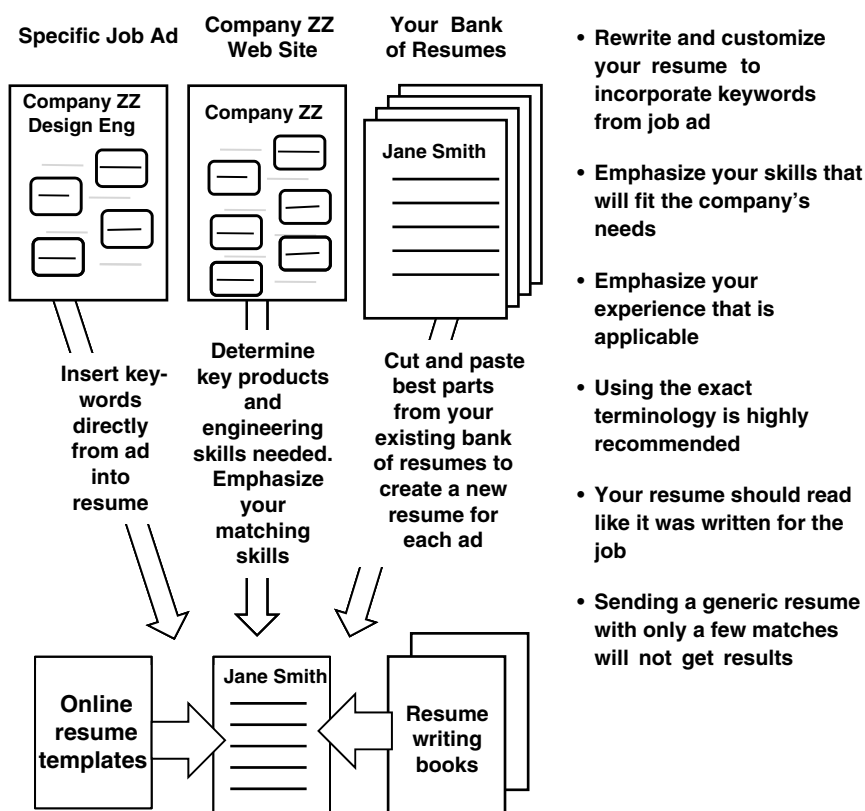 Specific Job Ad
Company ZZ
Web Site
Your Bank
of Resumes
Company ZZ
Design Eng
Company ZZ
Jane Smith
Insert key-
words
directly
from ad
into
resume
Determine
key products
and
engineering
skills needed.
Emphasize
your
matching
skills
Cut and paste
best parts
from your
existing bank
of resumes to
create a new
resume for
each ad
Online
resume
templates
Jane Smith
Resume
writing
books
• Rewrite and customize
your resume to
incorporate keywords
from job ad
• Emphasize your skills that
will fit the company's
needs
• Emphasize your
experience that is
applicable
• Using the exact
terminology is highly
recommended
• Your resume should read
like it was written for the
job
• Sending a generic resume
with only a few matches
will not get results